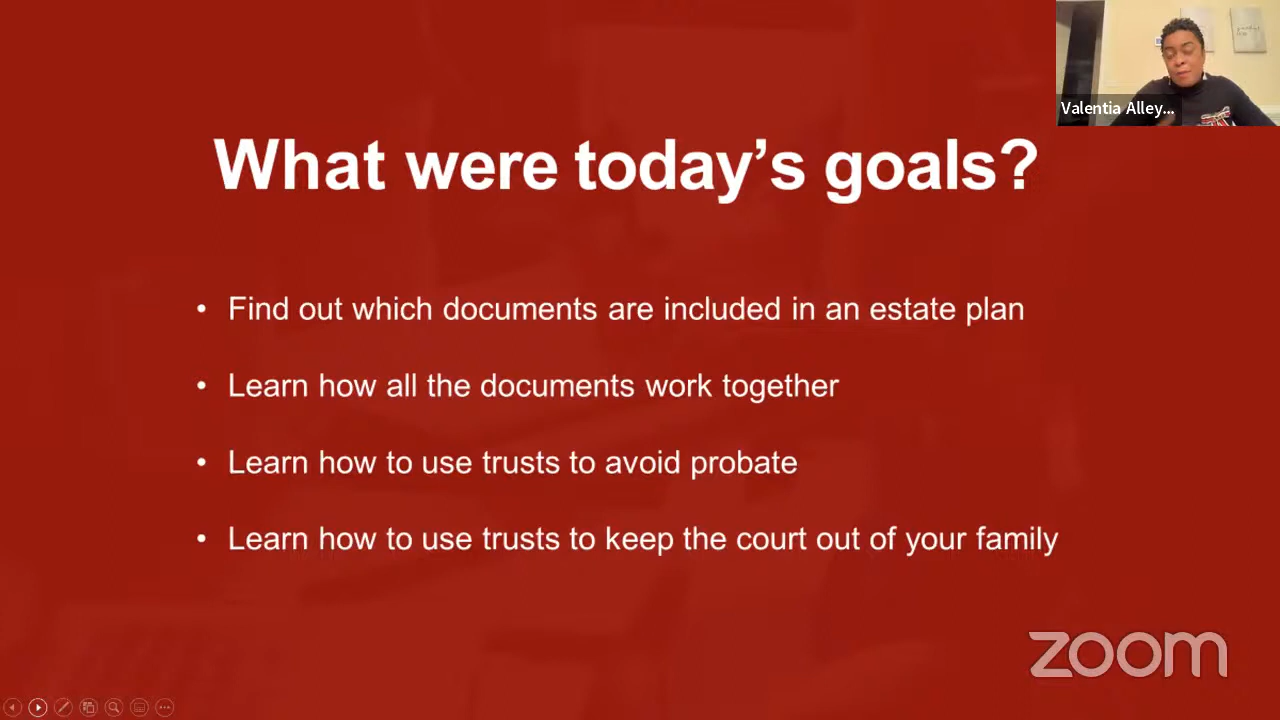 Valentia Alley...
What were today’s goals?
• Find out which documents are included in an estate plan
• Learn how all the documents work together
• Learn how to use trusts to avoid probate
• Learn how to use trusts to keep the court out of your family
zoom